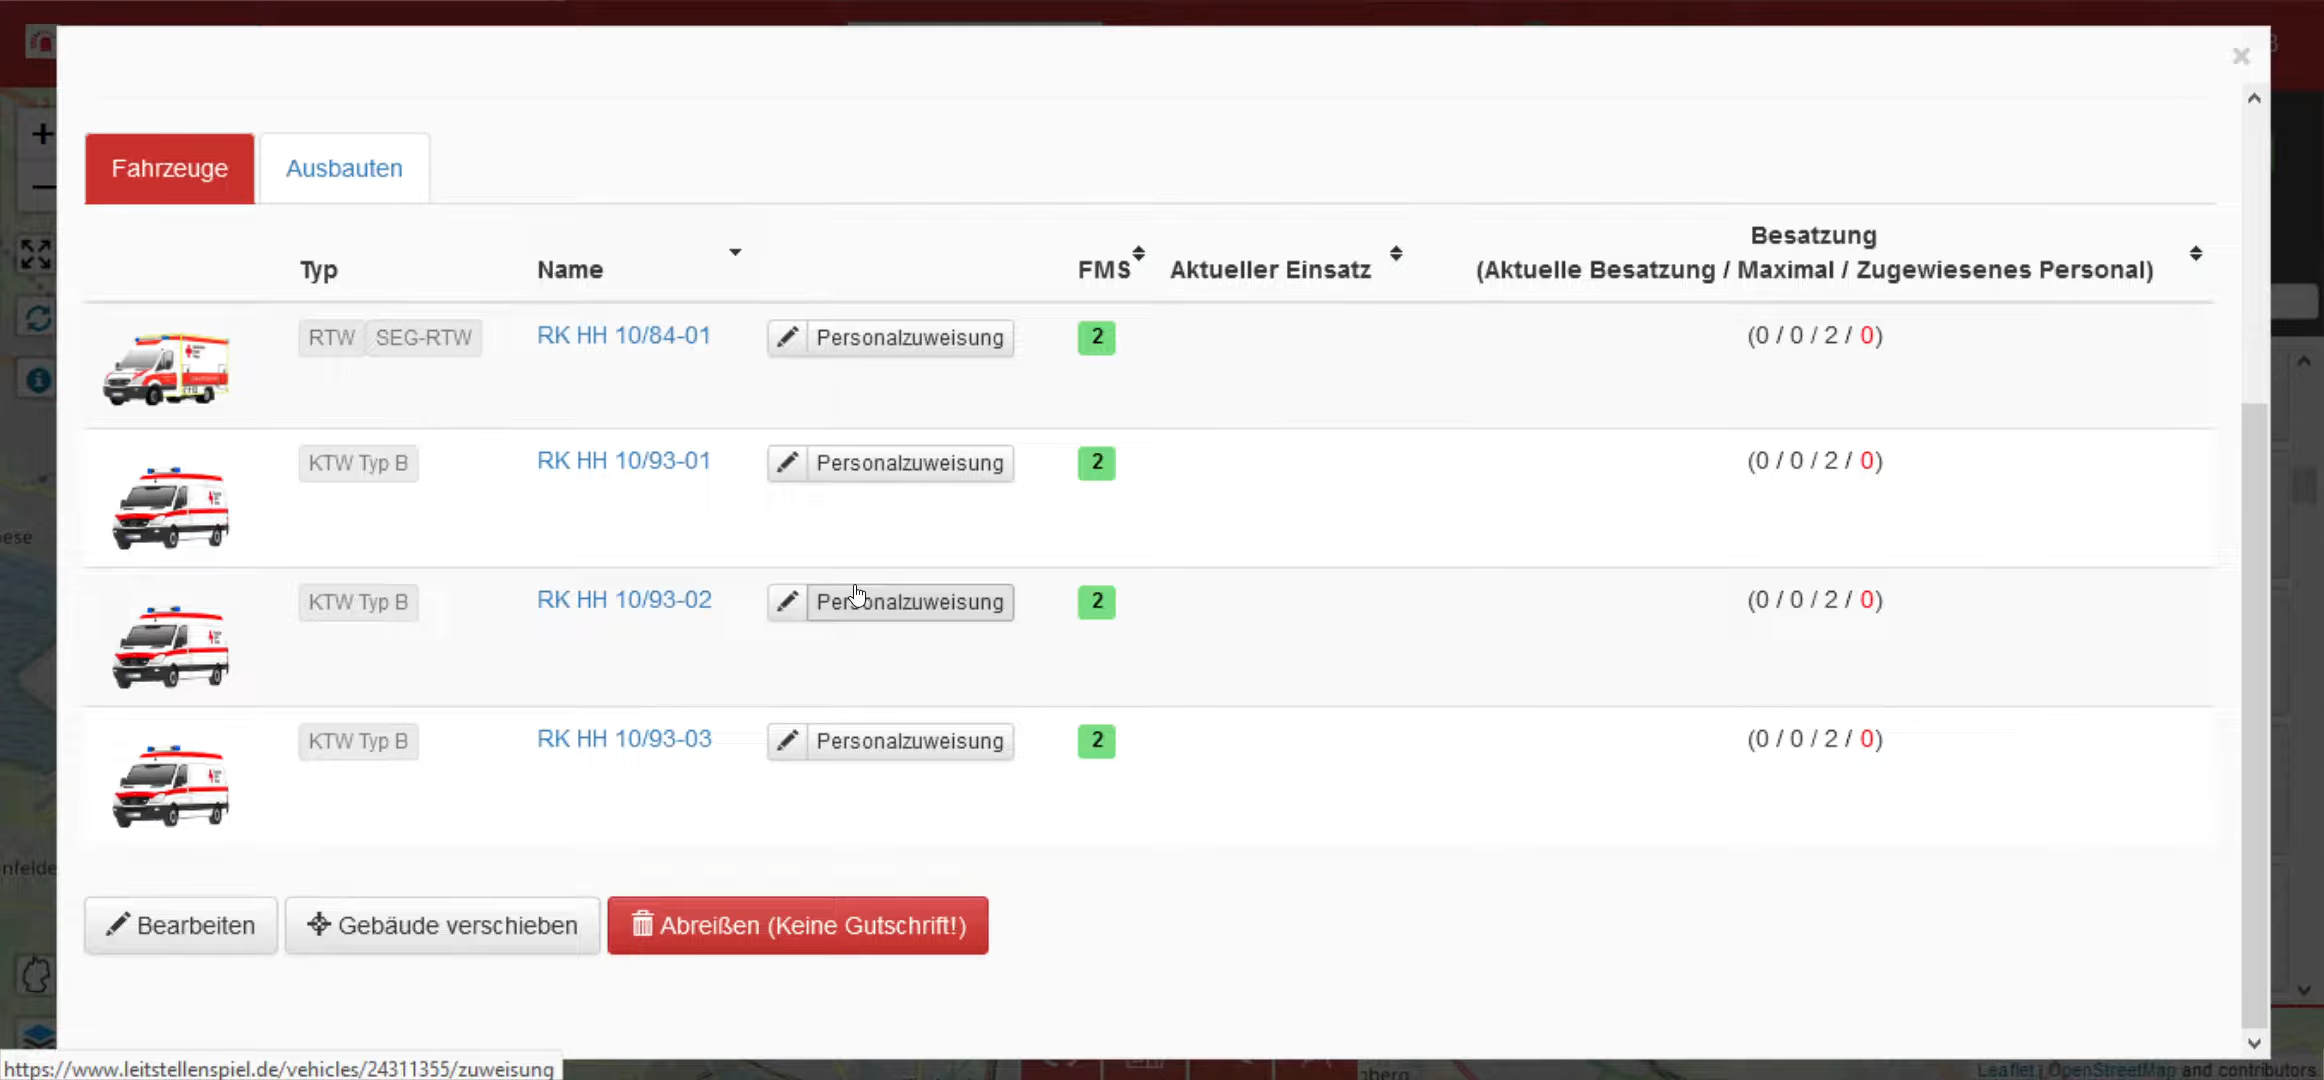 ×
+
−
Fahrzeuge Ausbauten
Besatzung
Typ Name FMS Aktueller Einsatz (Aktuelle Besatzung / Maximal / Zugewiesenes Personal)
RTW SEG-RTW RK HH 10/84-01 Personalzuweisung 2 (0 / 0 / 2 / 0)
KTW Typ B RK HH 10/93-01 Personalzuweisung 2 (0 / 0 / 2 / 0)
KTW Typ B RK HH 10/93-02 Personalzuweisung 2 (0 / 0 / 2 / 0)
KTW Typ B RK HH 10/93-03 Personalzuweisung 2 (0 / 0 / 2 / 0)
Bearbeiten Gebäude verschieben Abreißen (Keine Gutschrift!)
https://www.leitstellenspiel.de/vehicles/24311355/zuweisung
Leaflet | OpenStreetMap and contributors